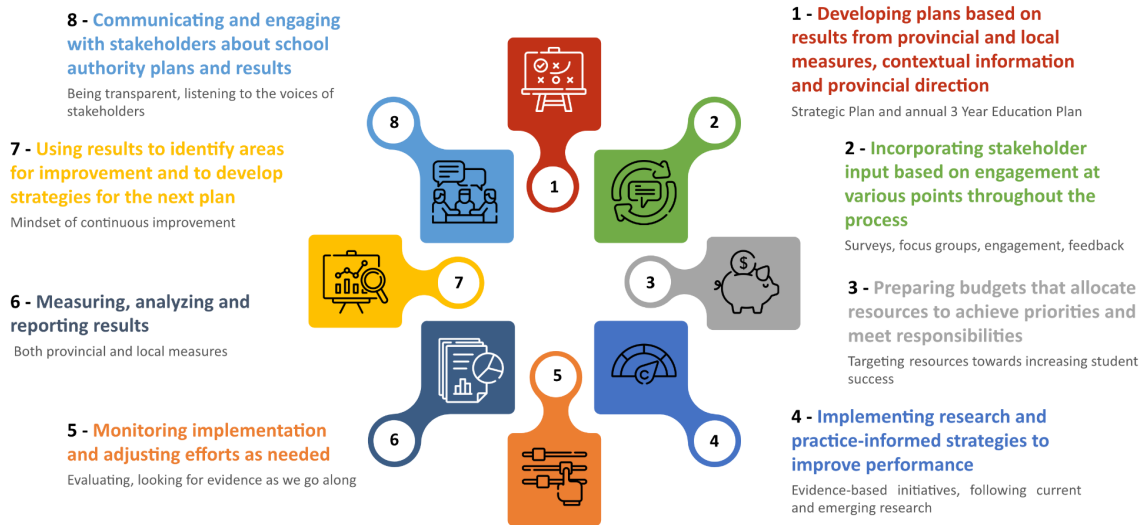 8 - Communicating and engaging
with stakeholders about school
authority plans and results
Being transparent, listening to the voices of
stakeholders
1 - Developing plans based on
results from provincial and local
measures, contextual information
and provincial direction
Strategic Plan and annual 3 Year Education Plan
7 - Using results to identify areas
for improvement and to develop
strategies for the next plan
Mindset of continuous improvement
2 - Incorporating stakeholder
input based on engagement at
various points throughout the
process
Surveys, focus groups, engagement, feedback
6 - Measuring, analyzing and
reporting results
Both provincial and local measures
3 - Preparing budgets that allocate
resources to achieve priorities and
meet responsibilities
Targeting resources towards increasing student
success
5 - Monitoring implementation
and adjusting efforts as needed
Evaluating, looking for evidence as we go along
4 - Implementing research and
practice-informed strategies to
improve performance
Evidence-based initiatives, following current
and emerging research
8
1
2
7
$
3
6
5
C
4